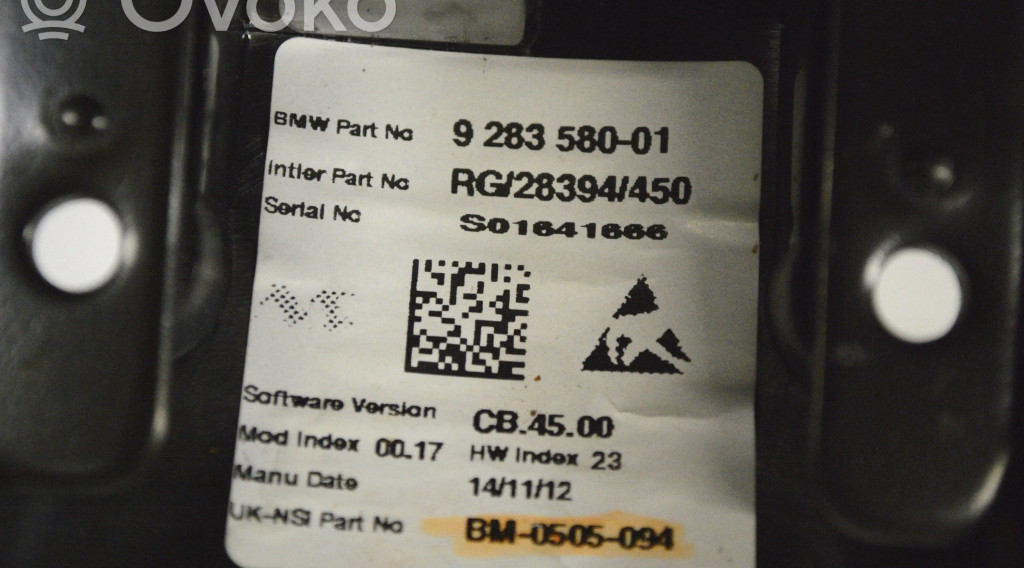 Ovoko
BMW Part No 9 283 580-01
Intier Part No RG/28394/450
Serial No S01641666
Software Version CB.45.00
Mod Index 00.17 HW Index 23
Manu Date 14/11/12
UK-NSI Part No BM-0505-094